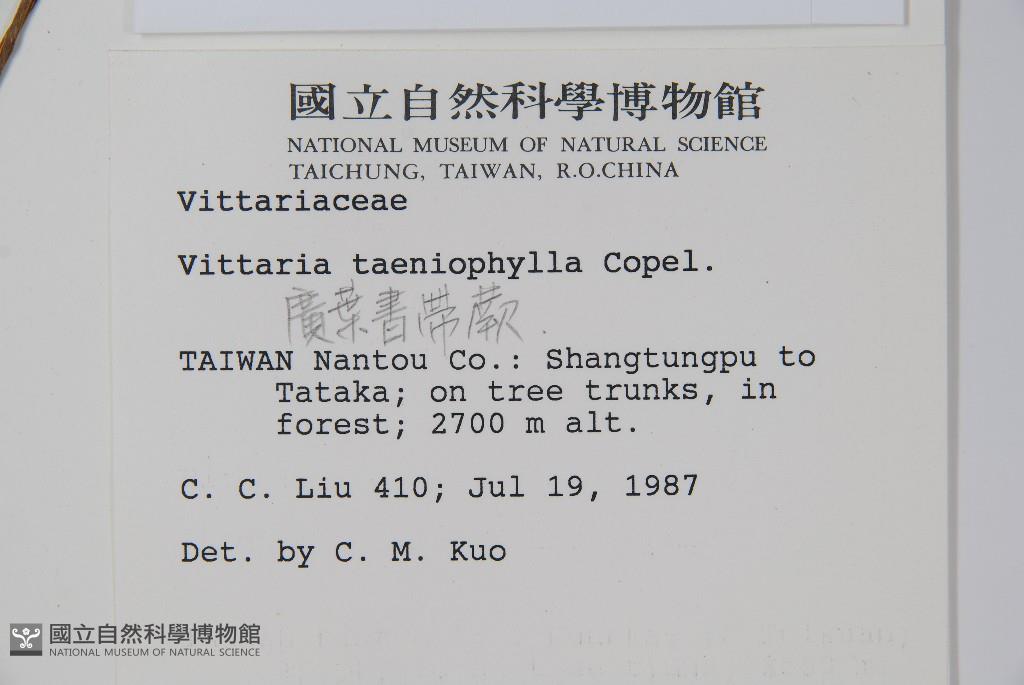 國立自然科學博物館
NATIONAL MUSEUM OF NATURAL SCIENCE
TAICHUNG, TAIWAN, R.O.CHINA
Vittariaceae
Vittaria taeniophylla Copel.
廣葉書帶蕨.
TAIWAN Nantou Co.: Shangtungpu to
Tataka; on tree trunks, in
forest; 2700 m alt.
C. C. Liu 410; Jul 19, 1987
Det. by C. M. Kuo
國立自然科學博物館
NATIONAL MUSEUM OF NATURAL SCIENCE